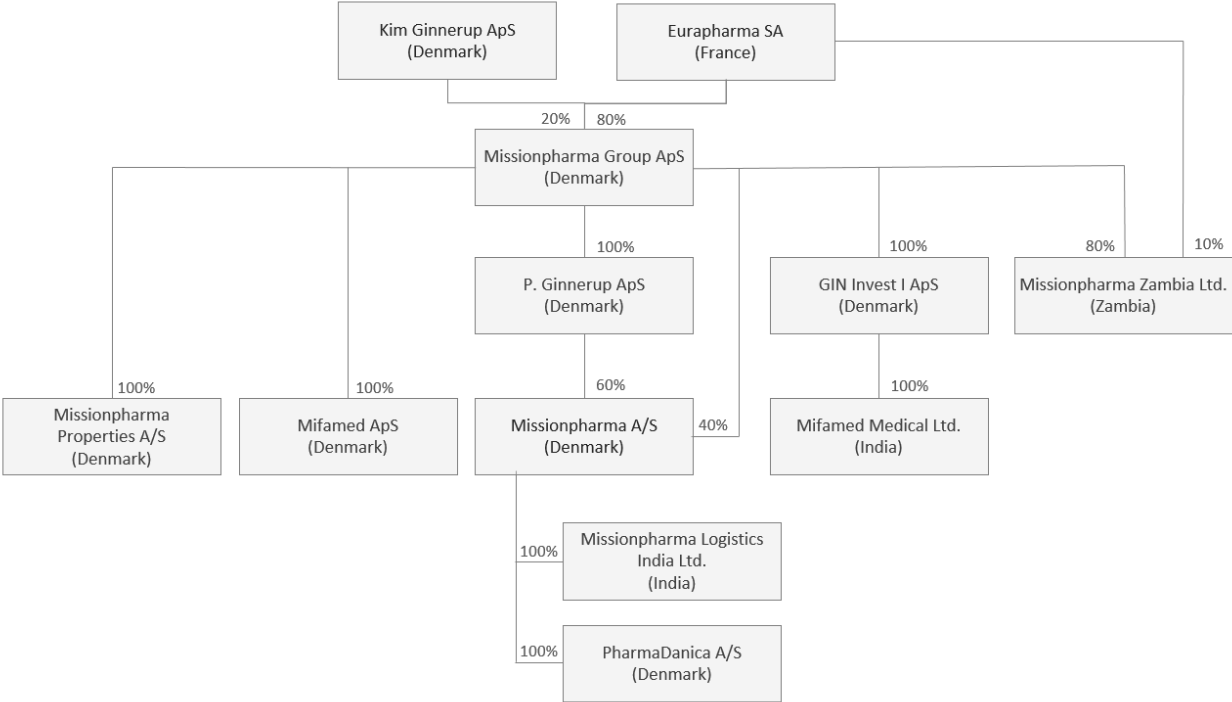 Kim Ginnerup ApS
(Denmark)
Eurapharma SA
(France)
20%
80%
Missionpharma Group ApS
(Denmark)
100%
100%
80%
10%
P. Ginnerup ApS
(Denmark)
GIN Invest I ApS
(Denmark)
Missionpharma Zambia Ltd.
(Zambia)
100%
100%
60%
100%
Missionpharma
Properties A/S
(Denmark)
Mifamed ApS
(Denmark)
Missionpharma A/S
(Denmark)
40%
Mifamed Medical Ltd.
(India)
100%
Missionpharma Logistics
India Ltd.
(India)
100%
PharmaDanica A/S
(Denmark)